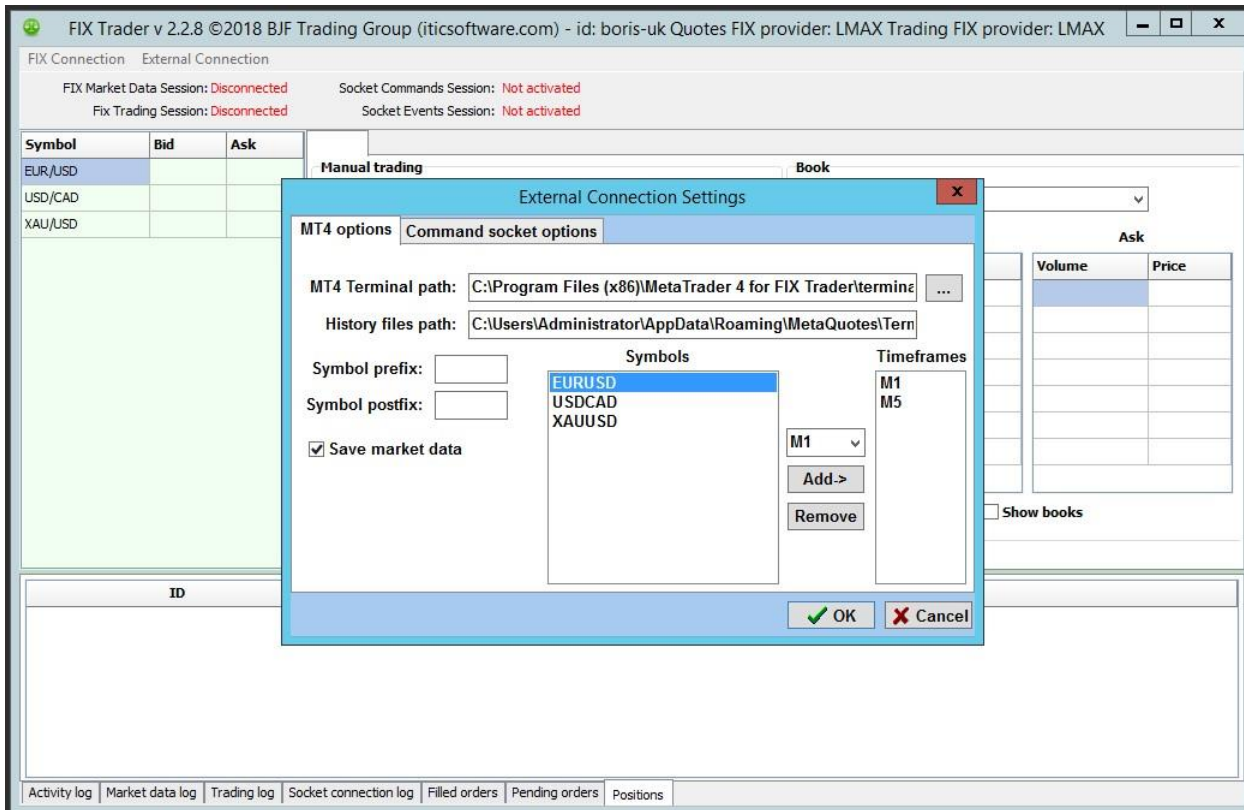 FIX Trader v 2.2.8 ©2018 BJF Trading Group (iticsoftware.com) - id: boris-uk Quotes FIX provider: LMAX Trading FIX provider: LMAX
FIX Connection External Connection
FIX Market Data Session: Disconnected Socket Commands Session: Not activated
Fix Trading Session: Disconnected Socket Events Session: Not activated
Symbol Bid Ask
EUR/USD
USD/CAD
XAU/USD
Manual trading Book
Ask
Volume Price
Show books
External Connection Settings
MT4 options Command socket options
MT4 Terminal path: C:\Program Files (x86)\MetaTrader 4 for FIX Trader\termina ...
History files path: C:\Users\Administrator\AppData\Roaming\MetaQuotes\Tern
Symbol prefix:
Symbol postfix:
Save market data
Symbols
EURUSD
USDCAD
XAUUSD
M1
Add->
Remove
Timeframes
M1
M5
OK Cancel
ID
Activity log Market data log Trading log Socket connection log Filled orders Pending orders Positions